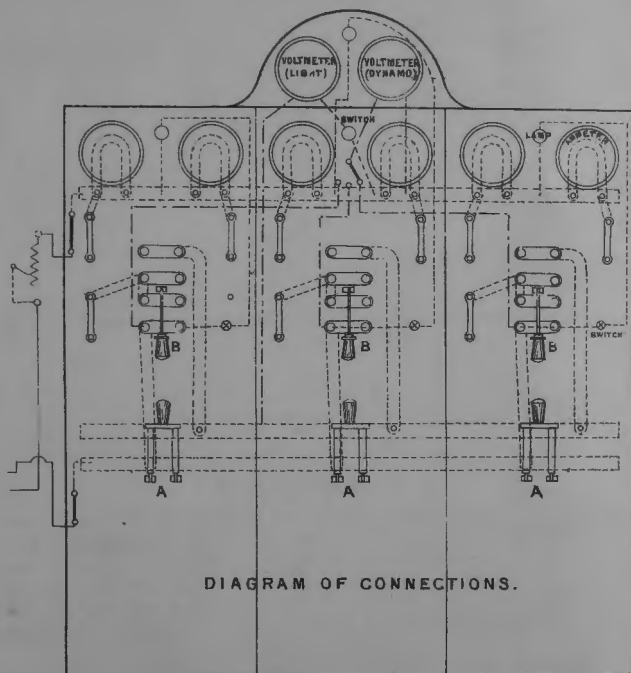 VOLTMETER
(LIGHT)
VOLTMETER
(DYNAMO)
SWITCH
LAMP
AMMETER
B
B
B
SWITCH
A
A
A
DIAGRAM OF CONNECTIONS.